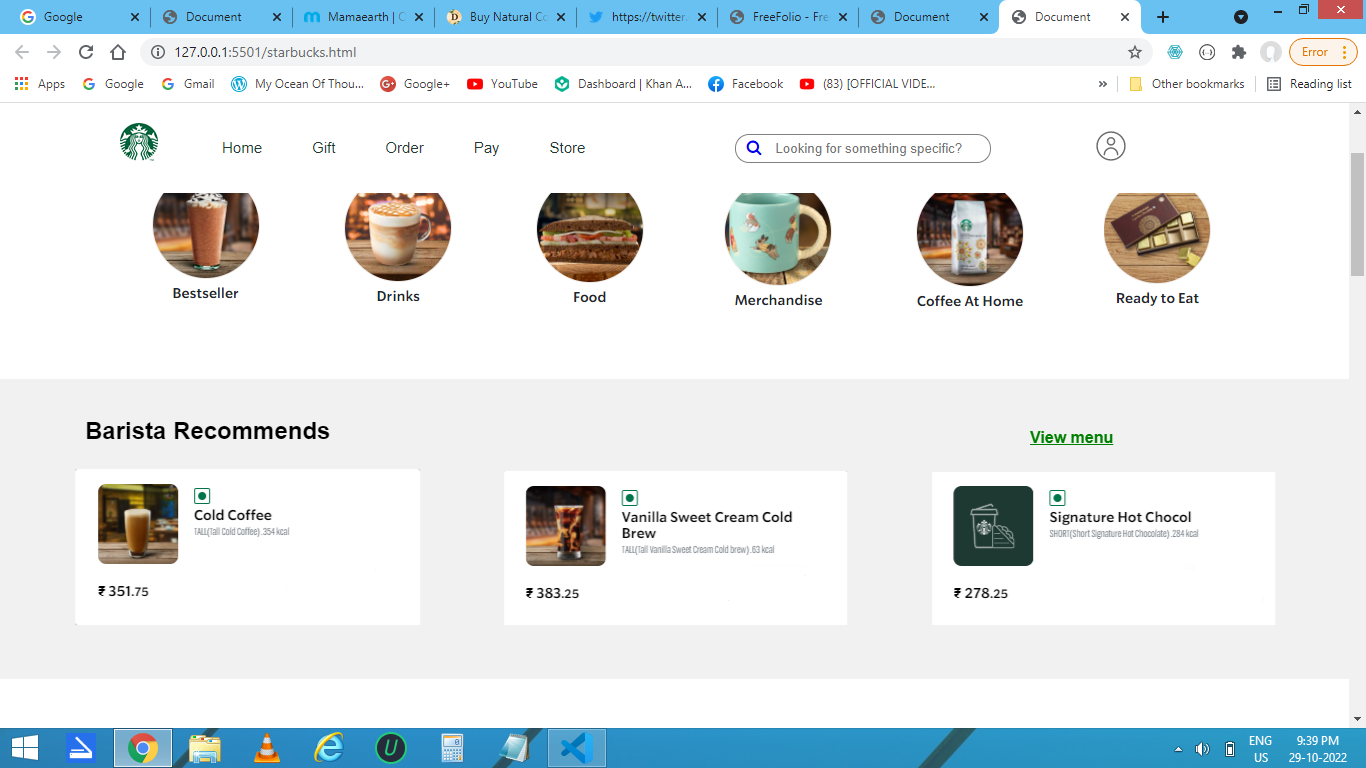 Google Document Mamaearth | C Buy Natural Co https://twitter. FreeFolio - Fre Document Document
127.0.0.1:5501/starbucks.html Error
Apps Google Gmail My Ocean Of Thou... Google+ YouTube Dashboard | Khan A... Facebook (83) [OFFICIAL VIDE... » Other bookmarks Reading list
Home Gift Order Pay Store Looking for something specific?
Bestseller Drinks Food Merchandise Coffee At Home Ready to Eat
Barista Recommends View menu
Cold Coffee
TALL(Tall Cold Coffee) .354 kcal
₹ 351.75
Vanilla Sweet Cream Cold
Brew
TALL(Tall Vanilla Sweet Cream Cold brew) .63 kcal
₹ 383.25
Signature Hot Chocol
SHORT(Short Signature Hot Chocolate) .284 kcal
₹ 278.25
ENG 9:39 PM
US 29-10-2022